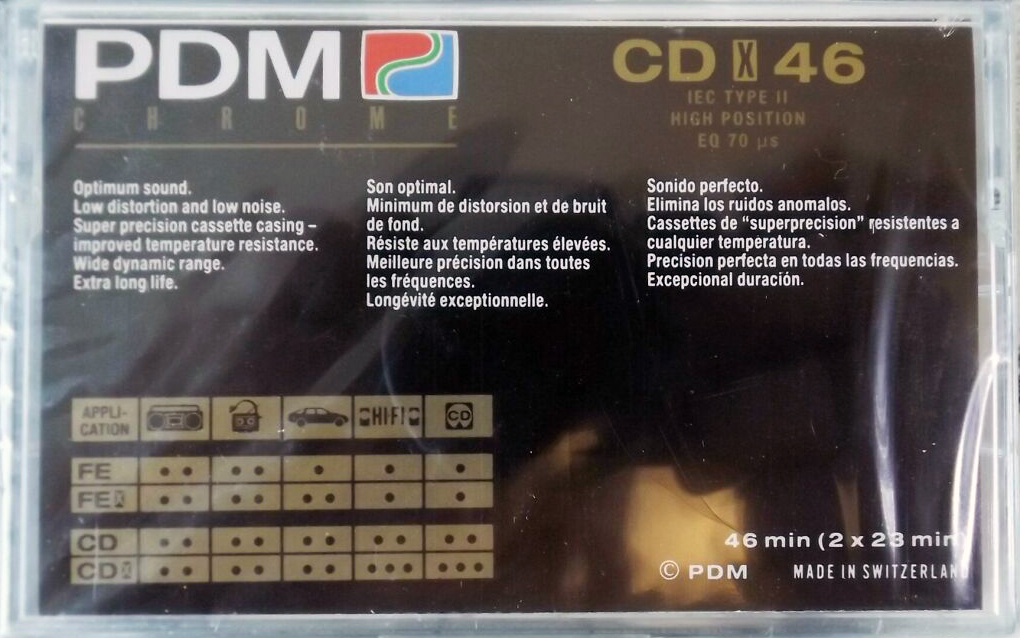 PDM
CHROME
CD X 46
IEC TYPE II
HIGH POSITION
EQ 70 µs
Optimum sound.
Low distortion and low noise.
Super precision cassette casing –
improved temperature resistance.
Wide dynamic range.
Extra long life.
Son optimal.
Minimum de distorsion et de bruit
de fond.
Résiste aux températures élevées.
Meilleure précision dans toutes
les fréquences.
Longévité exceptionnelle.
Sonido perfecto.
Elimina los ruidos anomalos.
Cassettes de "superprecision" resistentes a
cualquier temperatura.
Precision perfecta en todas las frequencias.
Excepcional duración.
APPLI-
CATION
HI-FI
CD
FE
FE X
CD
CD X
46 min (2 x 23 min)
© PDM MADE IN SWITZERLAND